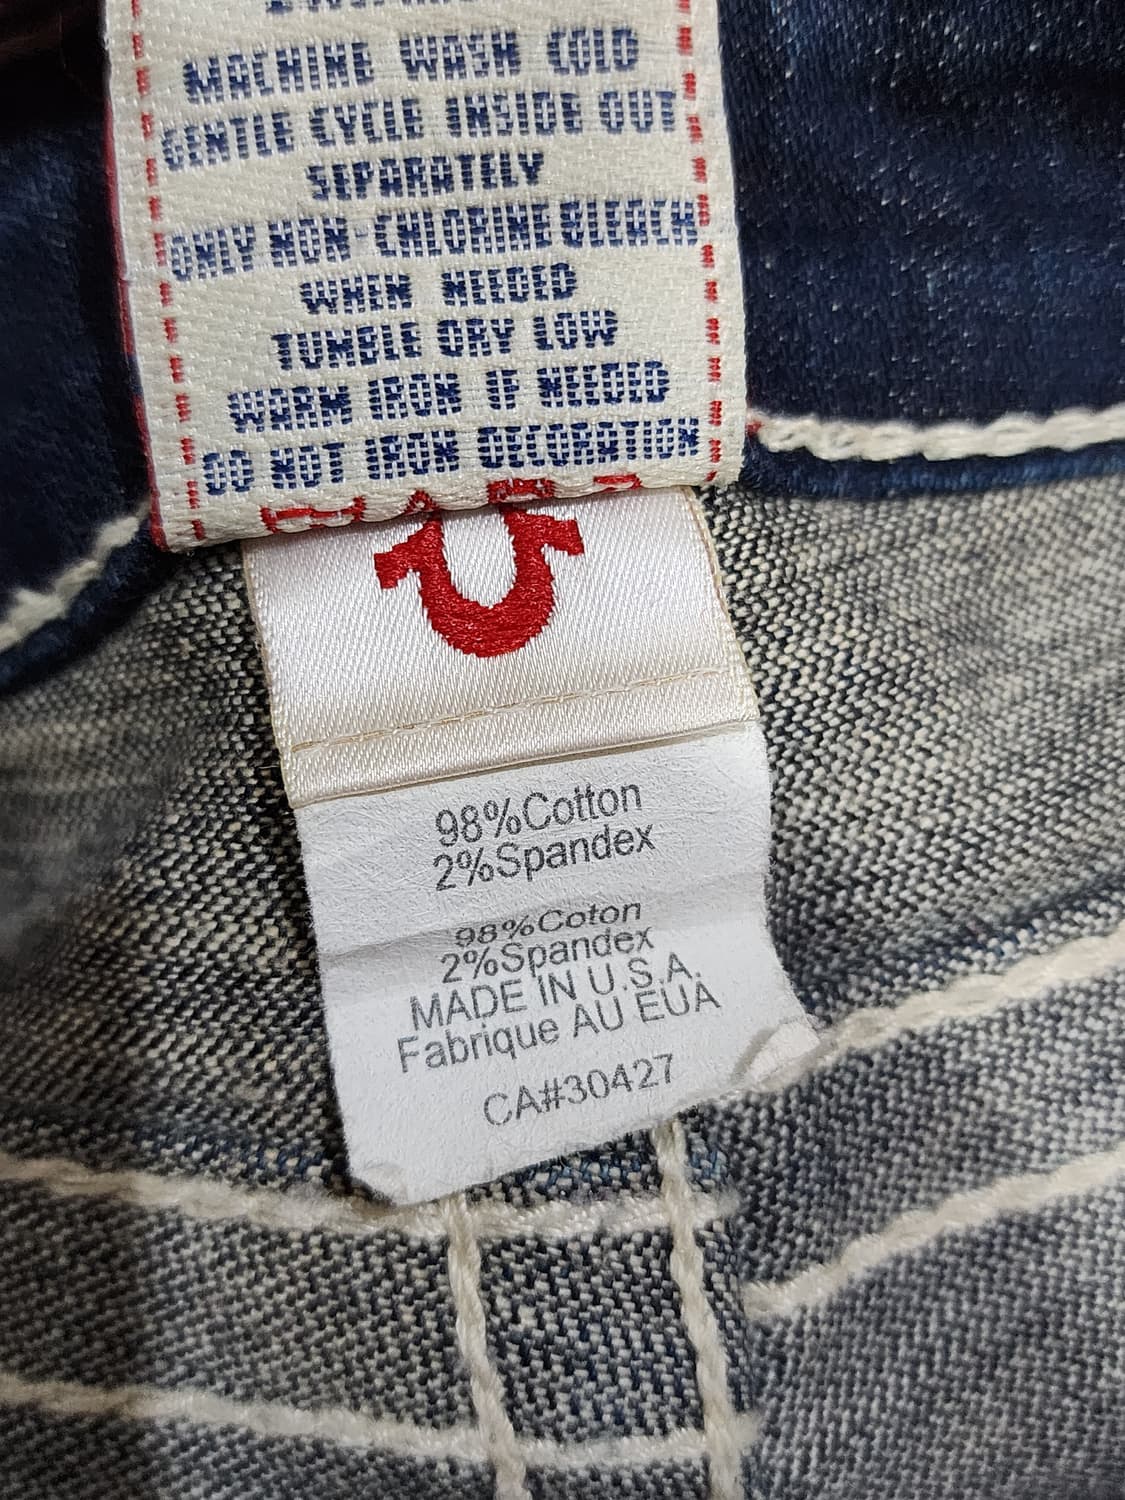 MACHINE WASH COLD
GENTLE CYCLE INSIDE OUT
SEPARATELY
ONLY NON-CHLORINE BLEACH
WHEN NEEDED
TUMBLE DRY LOW
WARM IRON IF NEEDED
DO NOT IRON DECORATION
98%Cotton
2%Spandex
98%Coton
2%Spandex
MADE IN U.S.A.
Fabrique AU EUA
CA#30427